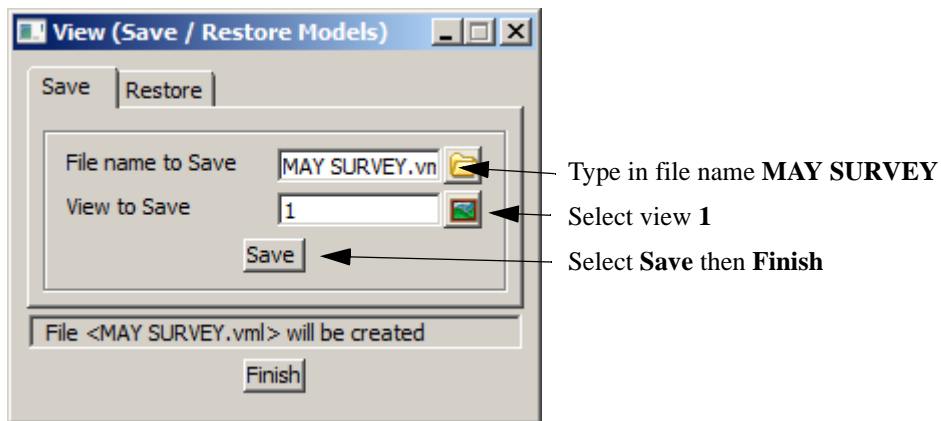 View (Save / Restore Models)
Save Restore
File name to Save MAY SURVEY.vn
Type in file name MAY SURVEY
View to Save 1
Select view 1
Save
Select Save then Finish
File <MAY SURVEY.vml> will be created
Finish